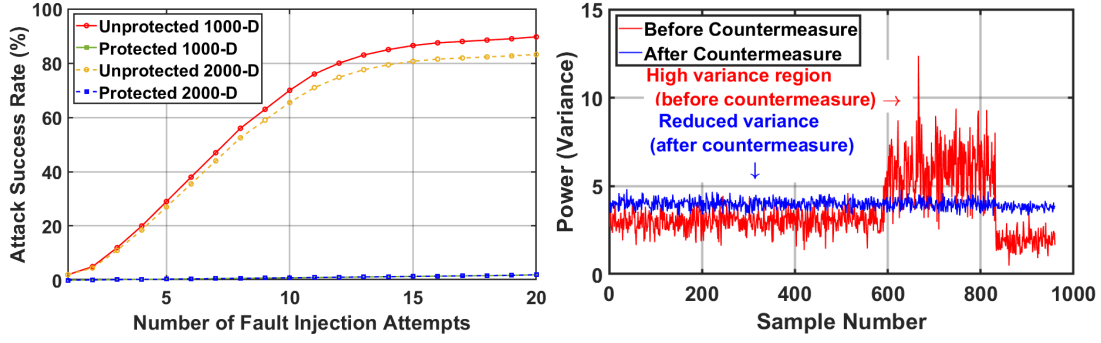 Attack Success Rate (%)
100
80
60
40
20
0
Unprotected 1000-D
Protected 1000-D
Unprotected 2000-D
Protected 2000-D
5
10
15
20
Number of Fault Injection Attempts
Power (Variance)
15
10
5
0
Before Countermeasure
After Countermeasure
High variance region
(before countermeasure) →
Reduced variance
(after countermeasure)
↓
0
200
400
600
800
1000
Sample Number